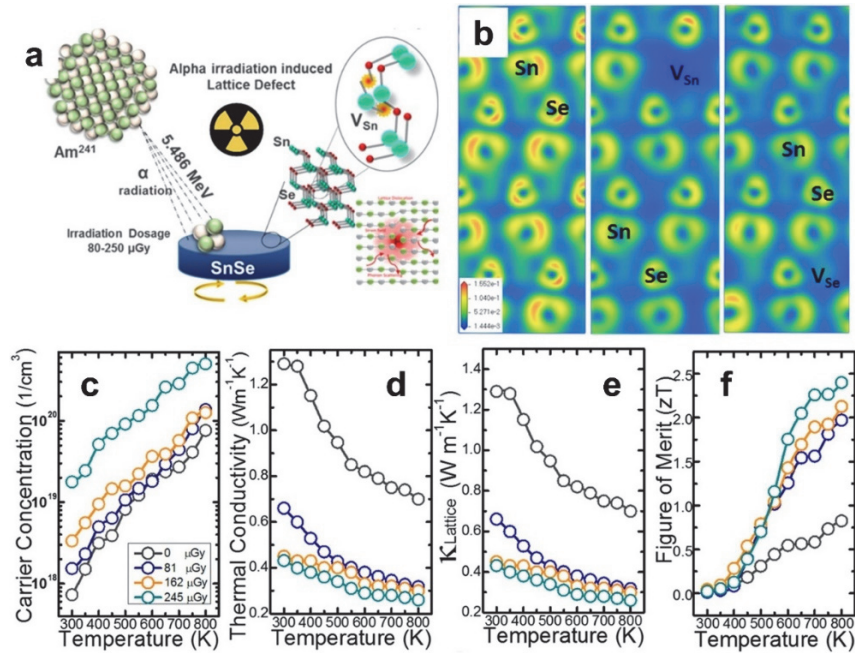 a
Am241
5.486 MeV
α
radiation
Irradiation Dosage
80-250 µGy
Alpha irradiation induced
Lattice Defect
VSn
Sn
Se
SnSe
b
Sn
Se
Sn
Se
VSn
Sn
Se
VSe
1.552e-1
1.040e-1
5.271e-2
1.444e-3
c
Carrier Concentration (1/cm3)
10^20
10^19
10^18
0 µGy
81 µGy
162 µGy
245 µGy
300 400 500 600 700 800
Temperature (K)
d
Thermal Conductivity (Wm-1K-1)
1.2
1.0
0.8
0.6
0.4
0.2
300 400 500 600 700 800
Temperature (K)
e
κLattice (W m-1K-1)
1.4
1.2
1.0
0.8
0.6
0.4
300 400 500 600 700 800
Temperature (K)
f
Figure of Merit (zT)
2.5
2.0
1.5
1.0
0.5
0.0
300 400 500 600 700 800
Temperature (K)